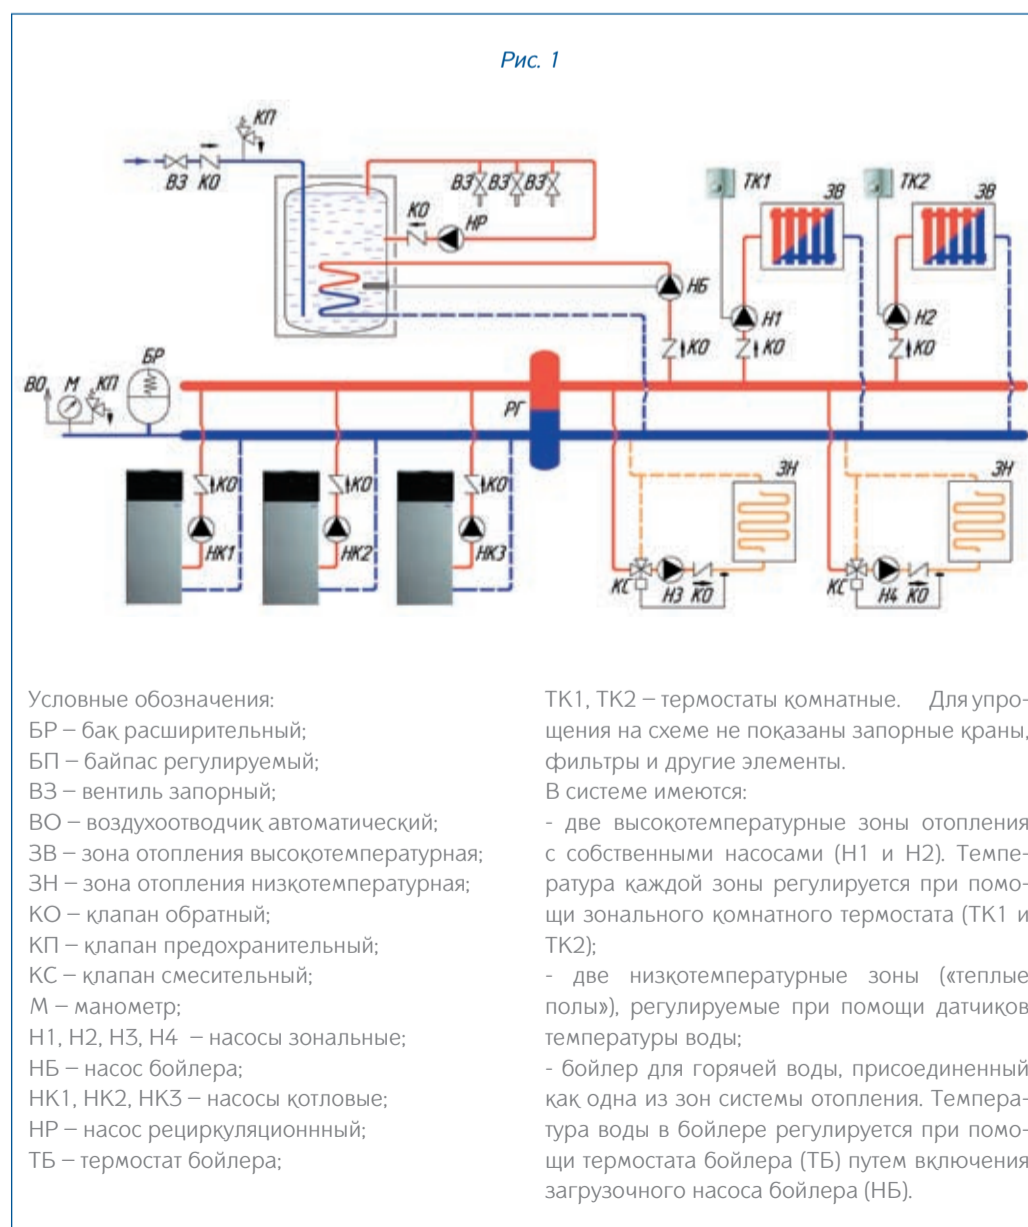 Рис. 1
КП
ВЗ КО
ВЗ ВЗ ВЗ
КО
НР
ТК1
ЗВ
ТК2
ЗВ
НБ
Н1
Н2
КО
КО
КО
БР
ВО М КП
РГ
КО
КО
КО
ЗН
ЗН
НК1
НК2
НК3
КС
Н3 КО
КС
Н4 КО
Условные обозначения:
БР – бак расширительный;
БП – байпас регулируемый;
ВЗ – вентиль запорный;
ВО – воздухоотводчик автоматический;
ЗВ – зона отопления высокотемпературная;
ЗН – зона отопления низкотемпературная;
КО – клапан обратный;
КП – клапан предохранительный;
КС – клапан смесительный;
М – манометр;
Н1, Н2, Н3, Н4 – насосы зональные;
НБ – насос бойлера;
НК1, НК2, НК3 – насосы котловые;
НР – насос рециркуляционнный;
ТБ – термостат бойлера;
ТК1, ТК2 – термостаты комнатные. Для упро-
щения на схеме не показаны запорные краны,
фильтры и другие элементы.
В системе имеются:
- две высокотемпературные зоны отопления
с собственными насосами (Н1 и Н2). Темпе-
ратура каждой зоны регулируется при помо-
щи зонального комнатного термостата (ТК1 и
ТК2);
- две низкотемпературные зоны («теплые
полы»), регулируемые при помощи датчиков
температуры воды;
- бойлер для горячей воды, присоединенный
как одна из зон системы отопления. Темпера-
тура воды в бойлере регулируется при помо-
щи термостата бойлера (ТБ) путем включения
загрузочного насоса бойлера (НБ).